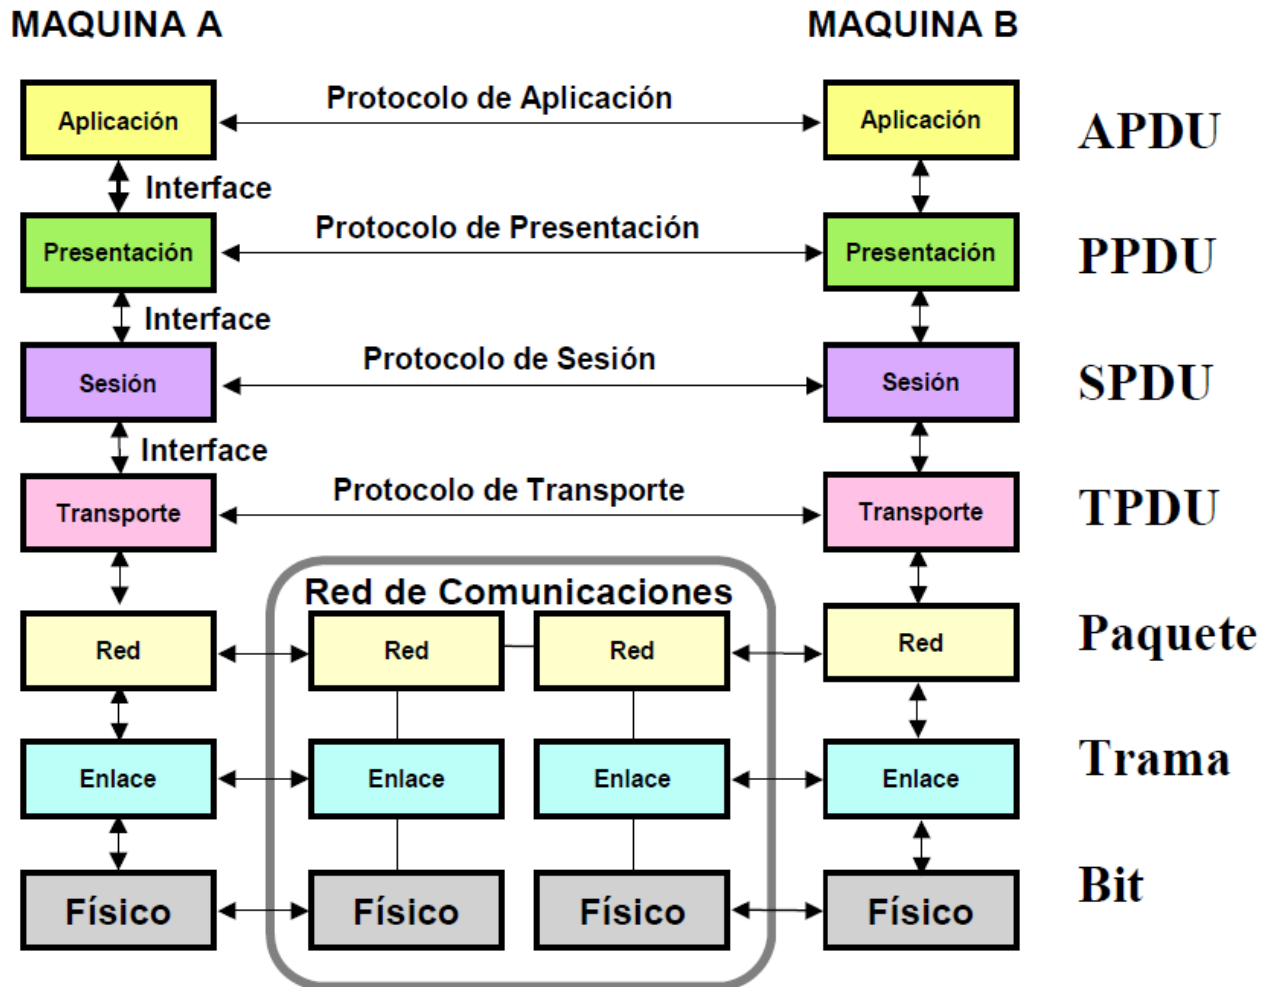 MAQUINA A
MAQUINA B
Aplicación
Protocolo de Aplicación
Aplicación
APDU
Interface
Presentación
Protocolo de Presentación
Presentación
PPDU
Interface
Sesión
Protocolo de Sesión
Sesión
SPDU
Interface
Transporte
Protocolo de Transporte
Transporte
TPDU
Red de Comunicaciones
Red
Red
Red
Red
Paquete
Enlace
Enlace
Enlace
Enlace
Trama
Físico
Físico
Físico
Físico
Bit